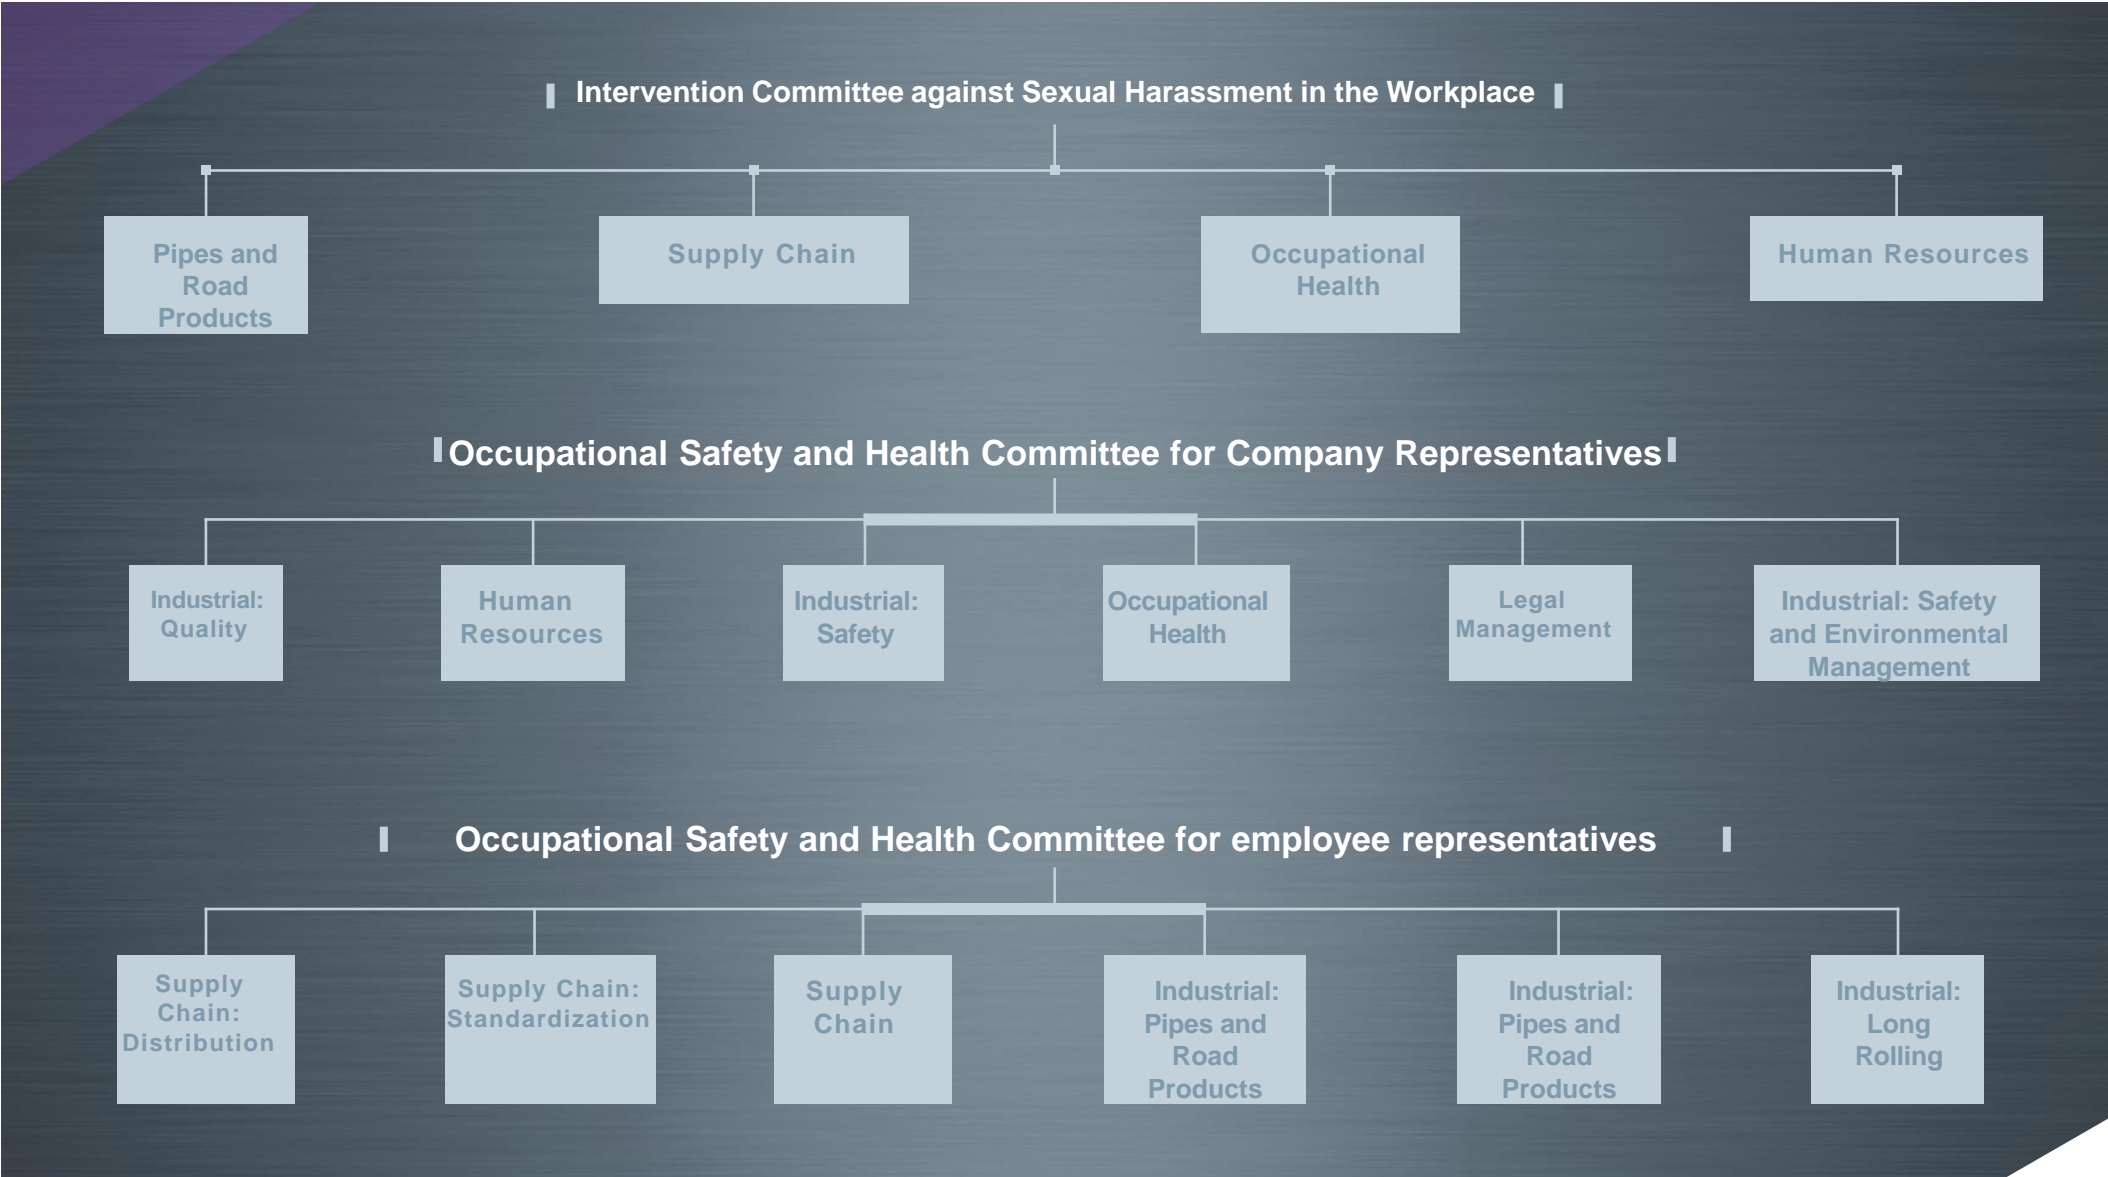 Intervention Committee against Sexual Harassment in the Workplace
Pipes and
Road
Products
Supply Chain
Occupational
Health
Human Resources
Occupational Safety and Health Committee for Company Representatives
Industrial:
Quality
Human
Resources
Industrial:
Safety
Occupational
Health
Legal
Management
Industrial: Safety
and Environmental
Management
Occupational Safety and Health Committee for employee representatives
Supply
Chain:
Distribution
Supply Chain:
Standardization
Supply
Chain
Industrial:
Pipes and
Road
Products
Industrial:
Pipes and
Road
Products
Industrial:
Long
Rolling